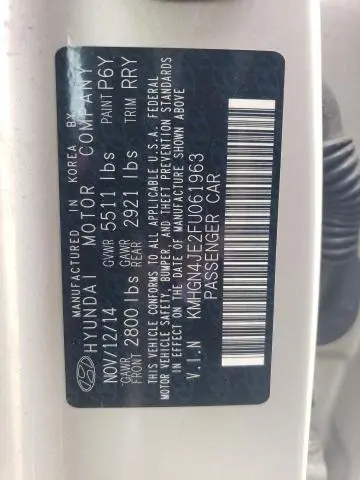 MANUFACTURED IN KOREA BY
HYUNDAI MOTOR COMPANY
NOV/12/14 GVWR 5511 lbs PAINT P6Y
GAWR FRONT 2800 lbs GAWR REAR 2921 lbs TRIM RRY
THIS VEHICLE CONFORMS TO ALL APPLICABLE U.S.A. FEDERAL
MOTOR VEHICLE SAFETY AND THEFT PREVENTION STANDARDS
IN EFFECT ON THE DATE OF MANUFACTURE SHOWN ABOVE
V.I.N KMHGN4JE2FU061963
PASSENGER CAR